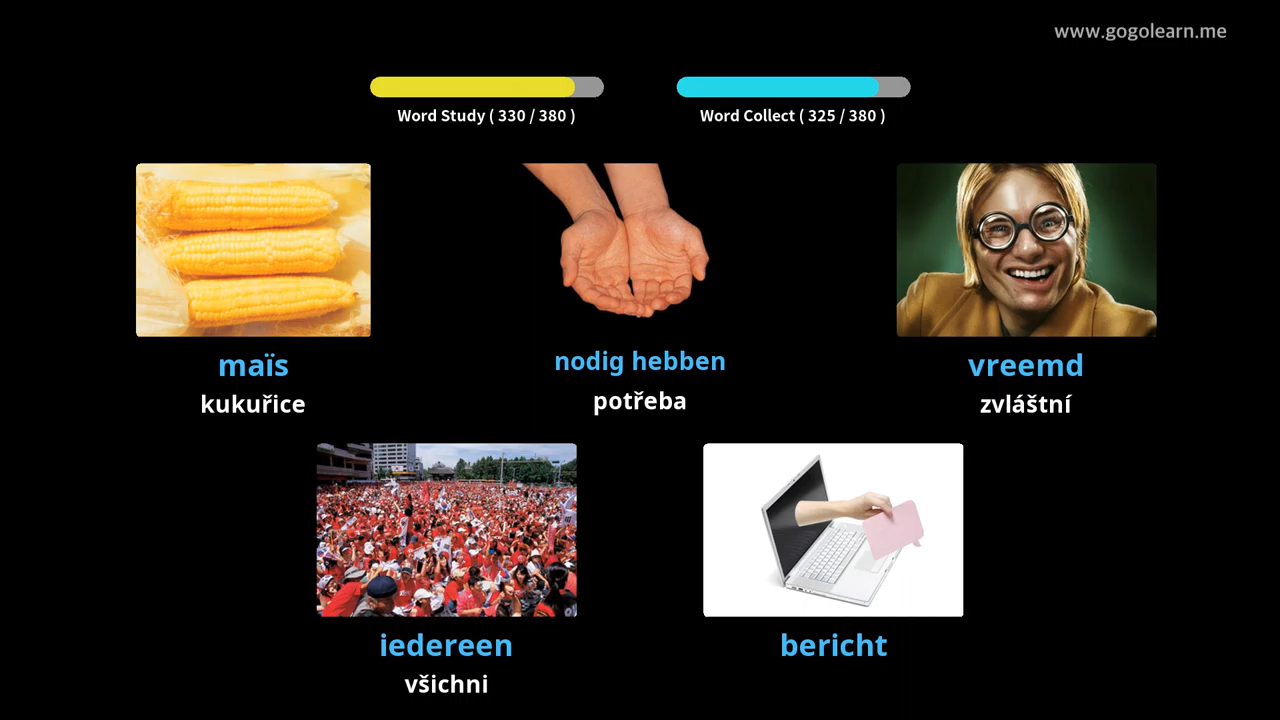 www.gogolearn.me
Word Study ( 330 / 380 )
Word Collect ( 325 / 380 )
maïs
kukuřice
nodig hebben
potřeba
vreemd
zvláštní
iedereen
všichni
bericht